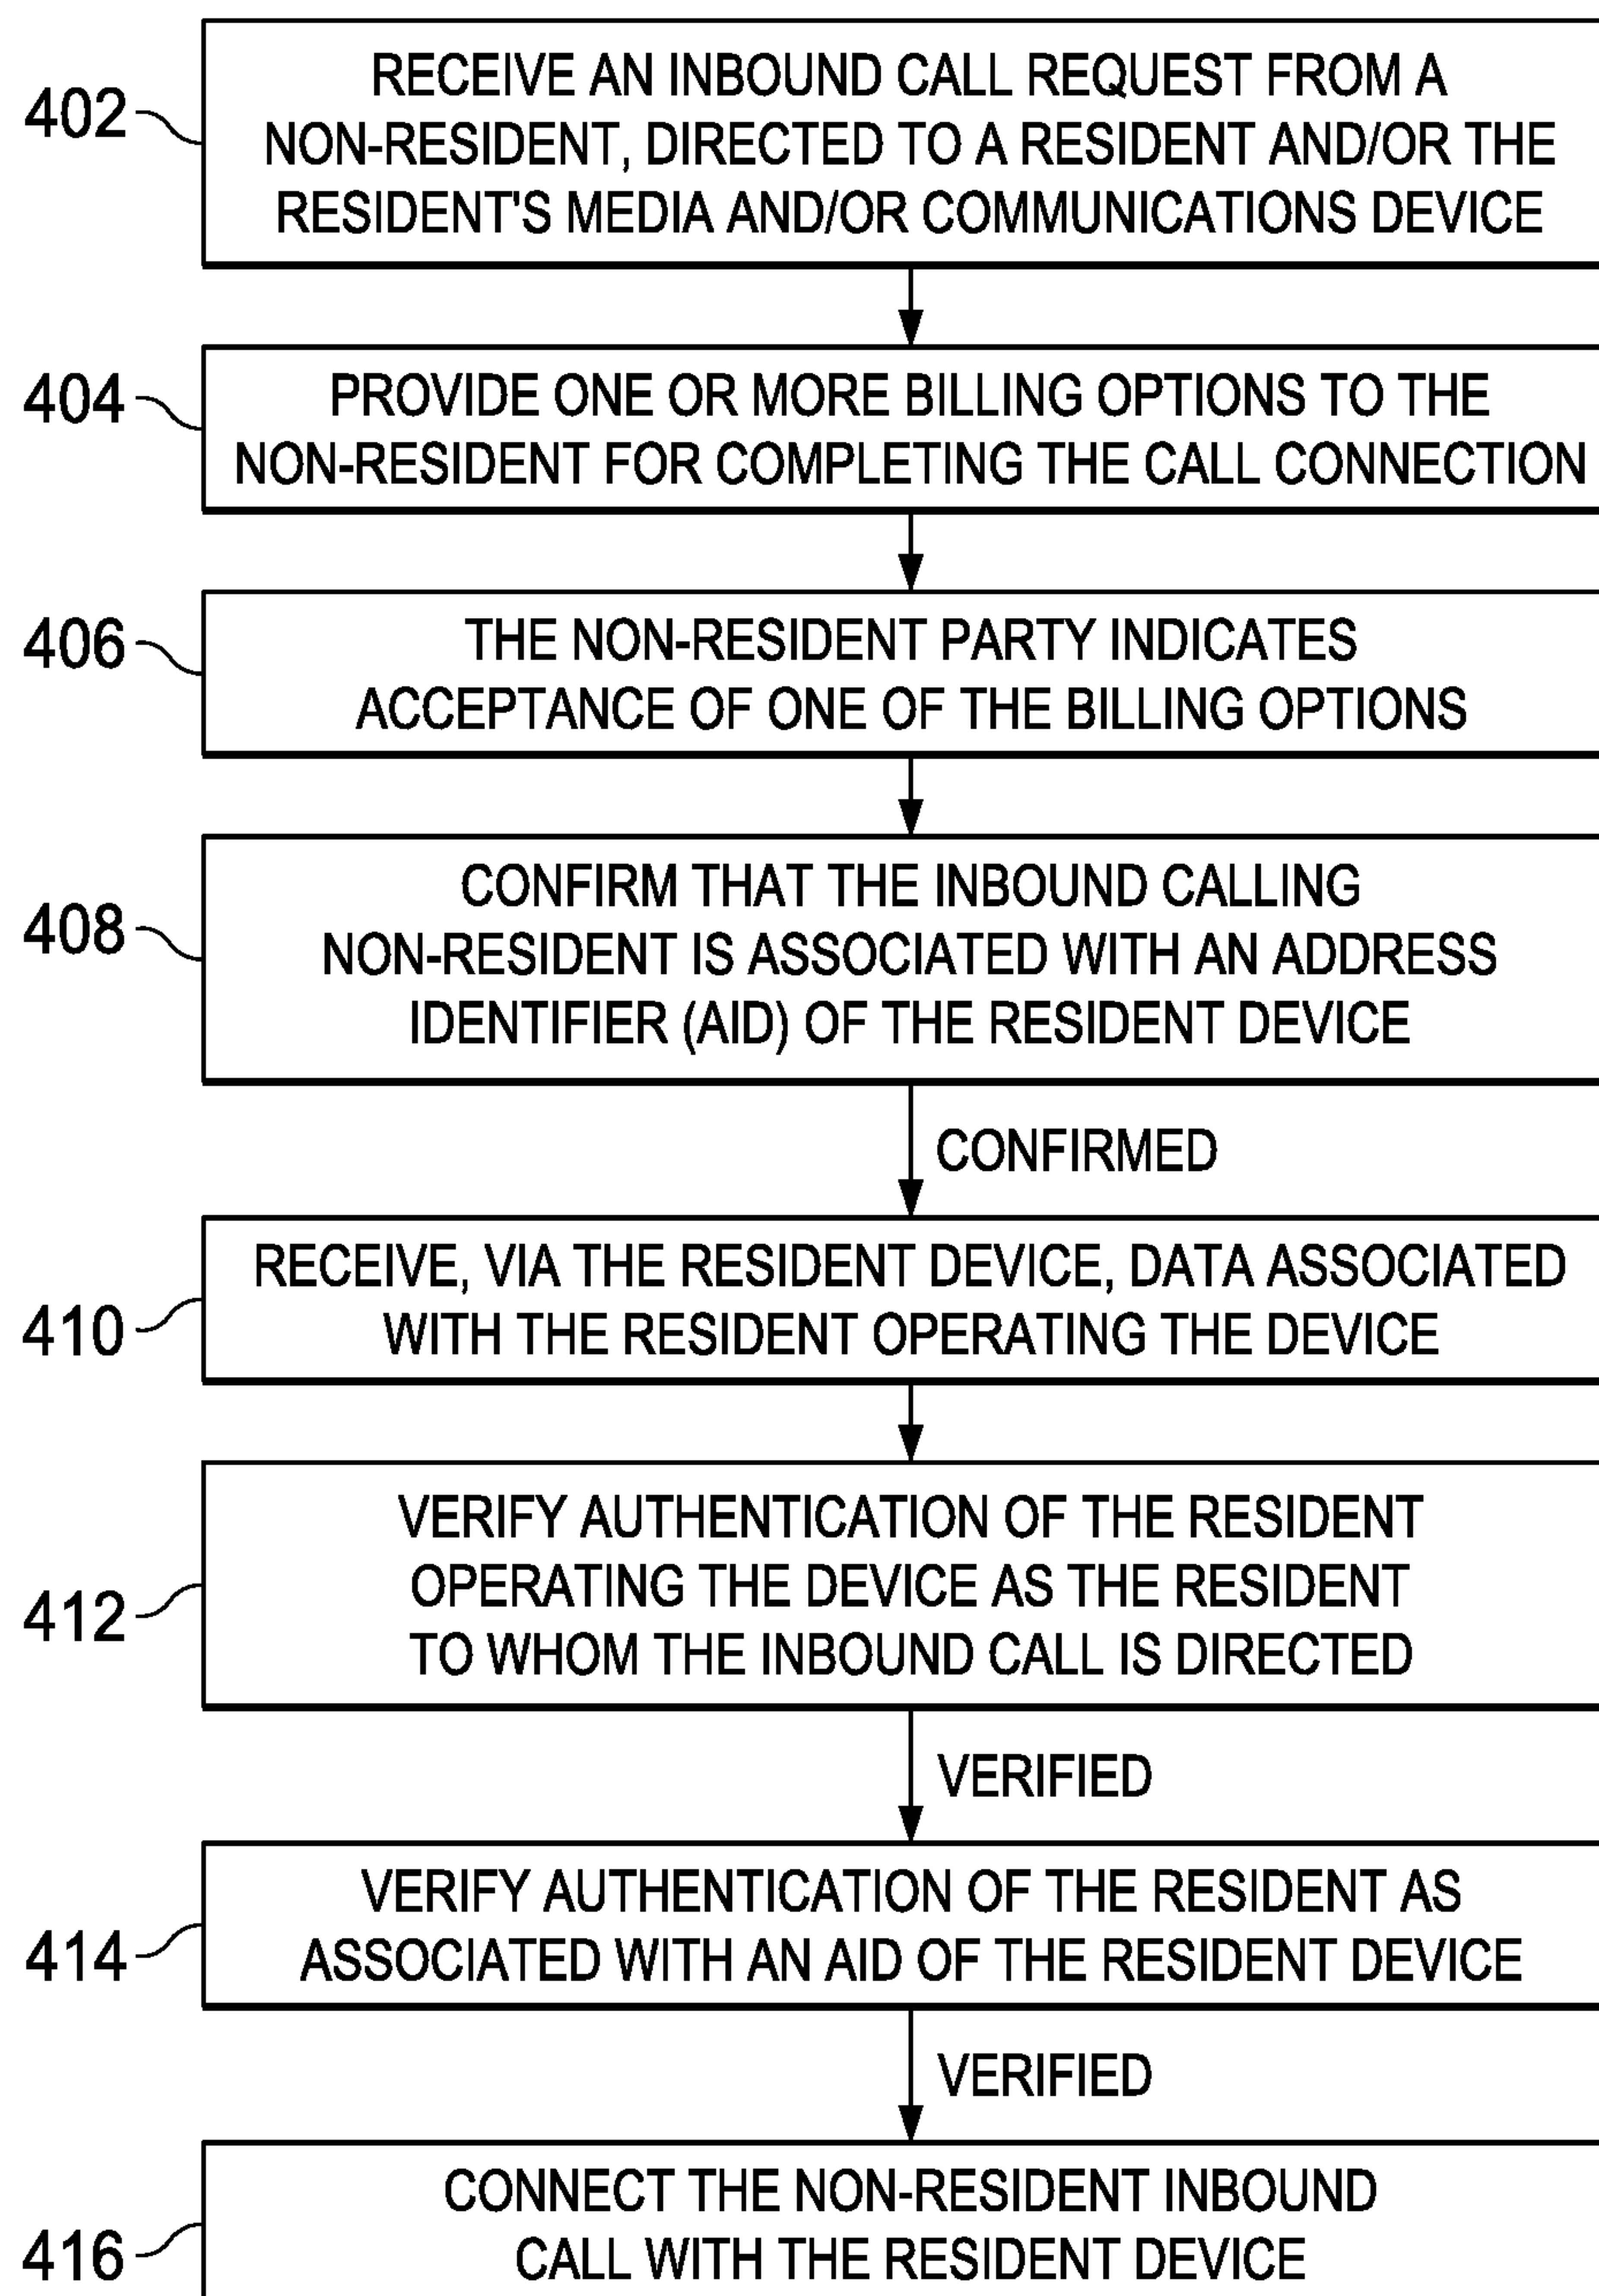 402
RECEIVE AN INBOUND CALL REQUEST FROM A
NON-RESIDENT, DIRECTED TO A RESIDENT AND/OR THE
RESIDENT'S MEDIA AND/OR COMMUNICATIONS DEVICE
404
PROVIDE ONE OR MORE BILLING OPTIONS TO THE
NON-RESIDENT FOR COMPLETING THE CALL CONNECTION
406
THE NON-RESIDENT PARTY INDICATES
ACCEPTANCE OF ONE OF THE BILLING OPTIONS
408
CONFIRM THAT THE INBOUND CALLING
NON-RESIDENT IS ASSOCIATED WITH AN ADDRESS
IDENTIFIER (AID) OF THE RESIDENT DEVICE
CONFIRMED
410
RECEIVE, VIA THE RESIDENT DEVICE, DATA ASSOCIATED
WITH THE RESIDENT OPERATING THE DEVICE
412
VERIFY AUTHENTICATION OF THE RESIDENT
OPERATING THE DEVICE AS THE RESIDENT
TO WHOM THE INBOUND CALL IS DIRECTED
VERIFIED
414
VERIFY AUTHENTICATION OF THE RESIDENT AS
ASSOCIATED WITH AN AID OF THE RESIDENT DEVICE
VERIFIED
416
CONNECT THE NON-RESIDENT INBOUND
CALL WITH THE RESIDENT DEVICE